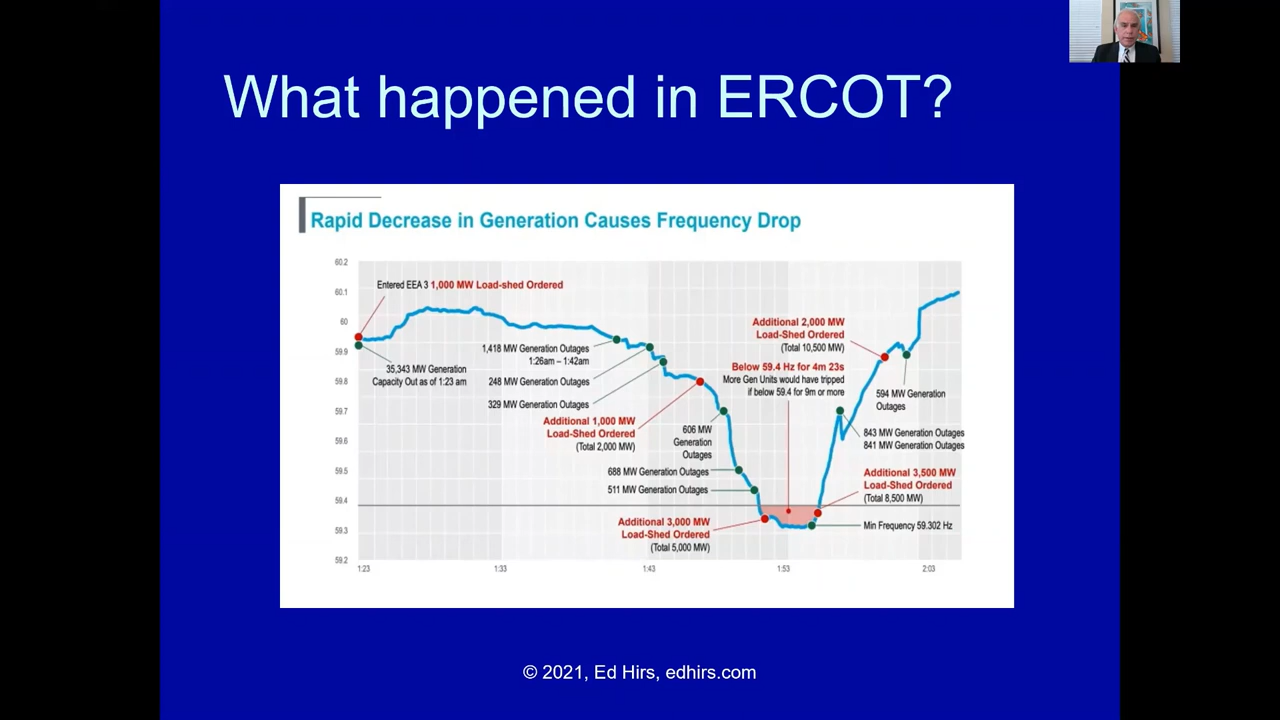 What happened in ERCOT?
Rapid Decrease in Generation Causes Frequency Drop
60.2
60.1
60
59.9
59.8
59.7
59.6
59.5
59.4
59.3
59.2
Entered EEA 3 1,000 MW Load-shed Ordered
35,343 MW Generation
Capacity Out as of 1:23 am
1,418 MW Generation Outages
1:26am – 1:42am
248 MW Generation Outages
329 MW Generation Outages
Additional 1,000 MW
Load-Shed Ordered
(Total 2,000 MW)
606 MW
Generation
Outages
688 MW Generation Outages
511 MW Generation Outages
Additional 3,000 MW
Load-Shed Ordered
(Total 5,000 MW)
Additional 2,000 MW
Load-Shed Ordered
(Total 10,500 MW)
Below 59.4 Hz for 4m 23s
More Gen Units would have tripped
if below 59.4 for 9m or more
594 MW Generation
Outages
843 MW Generation Outages
841 MW Generation Outages
Additional 3,500 MW
Load-Shed Ordered
(Total 8,500 MW)
Min Frequency 59.302 Hz
1:23
1:33
1:43
1:53
2:03
© 2021, Ed Hirs, edhirs.com